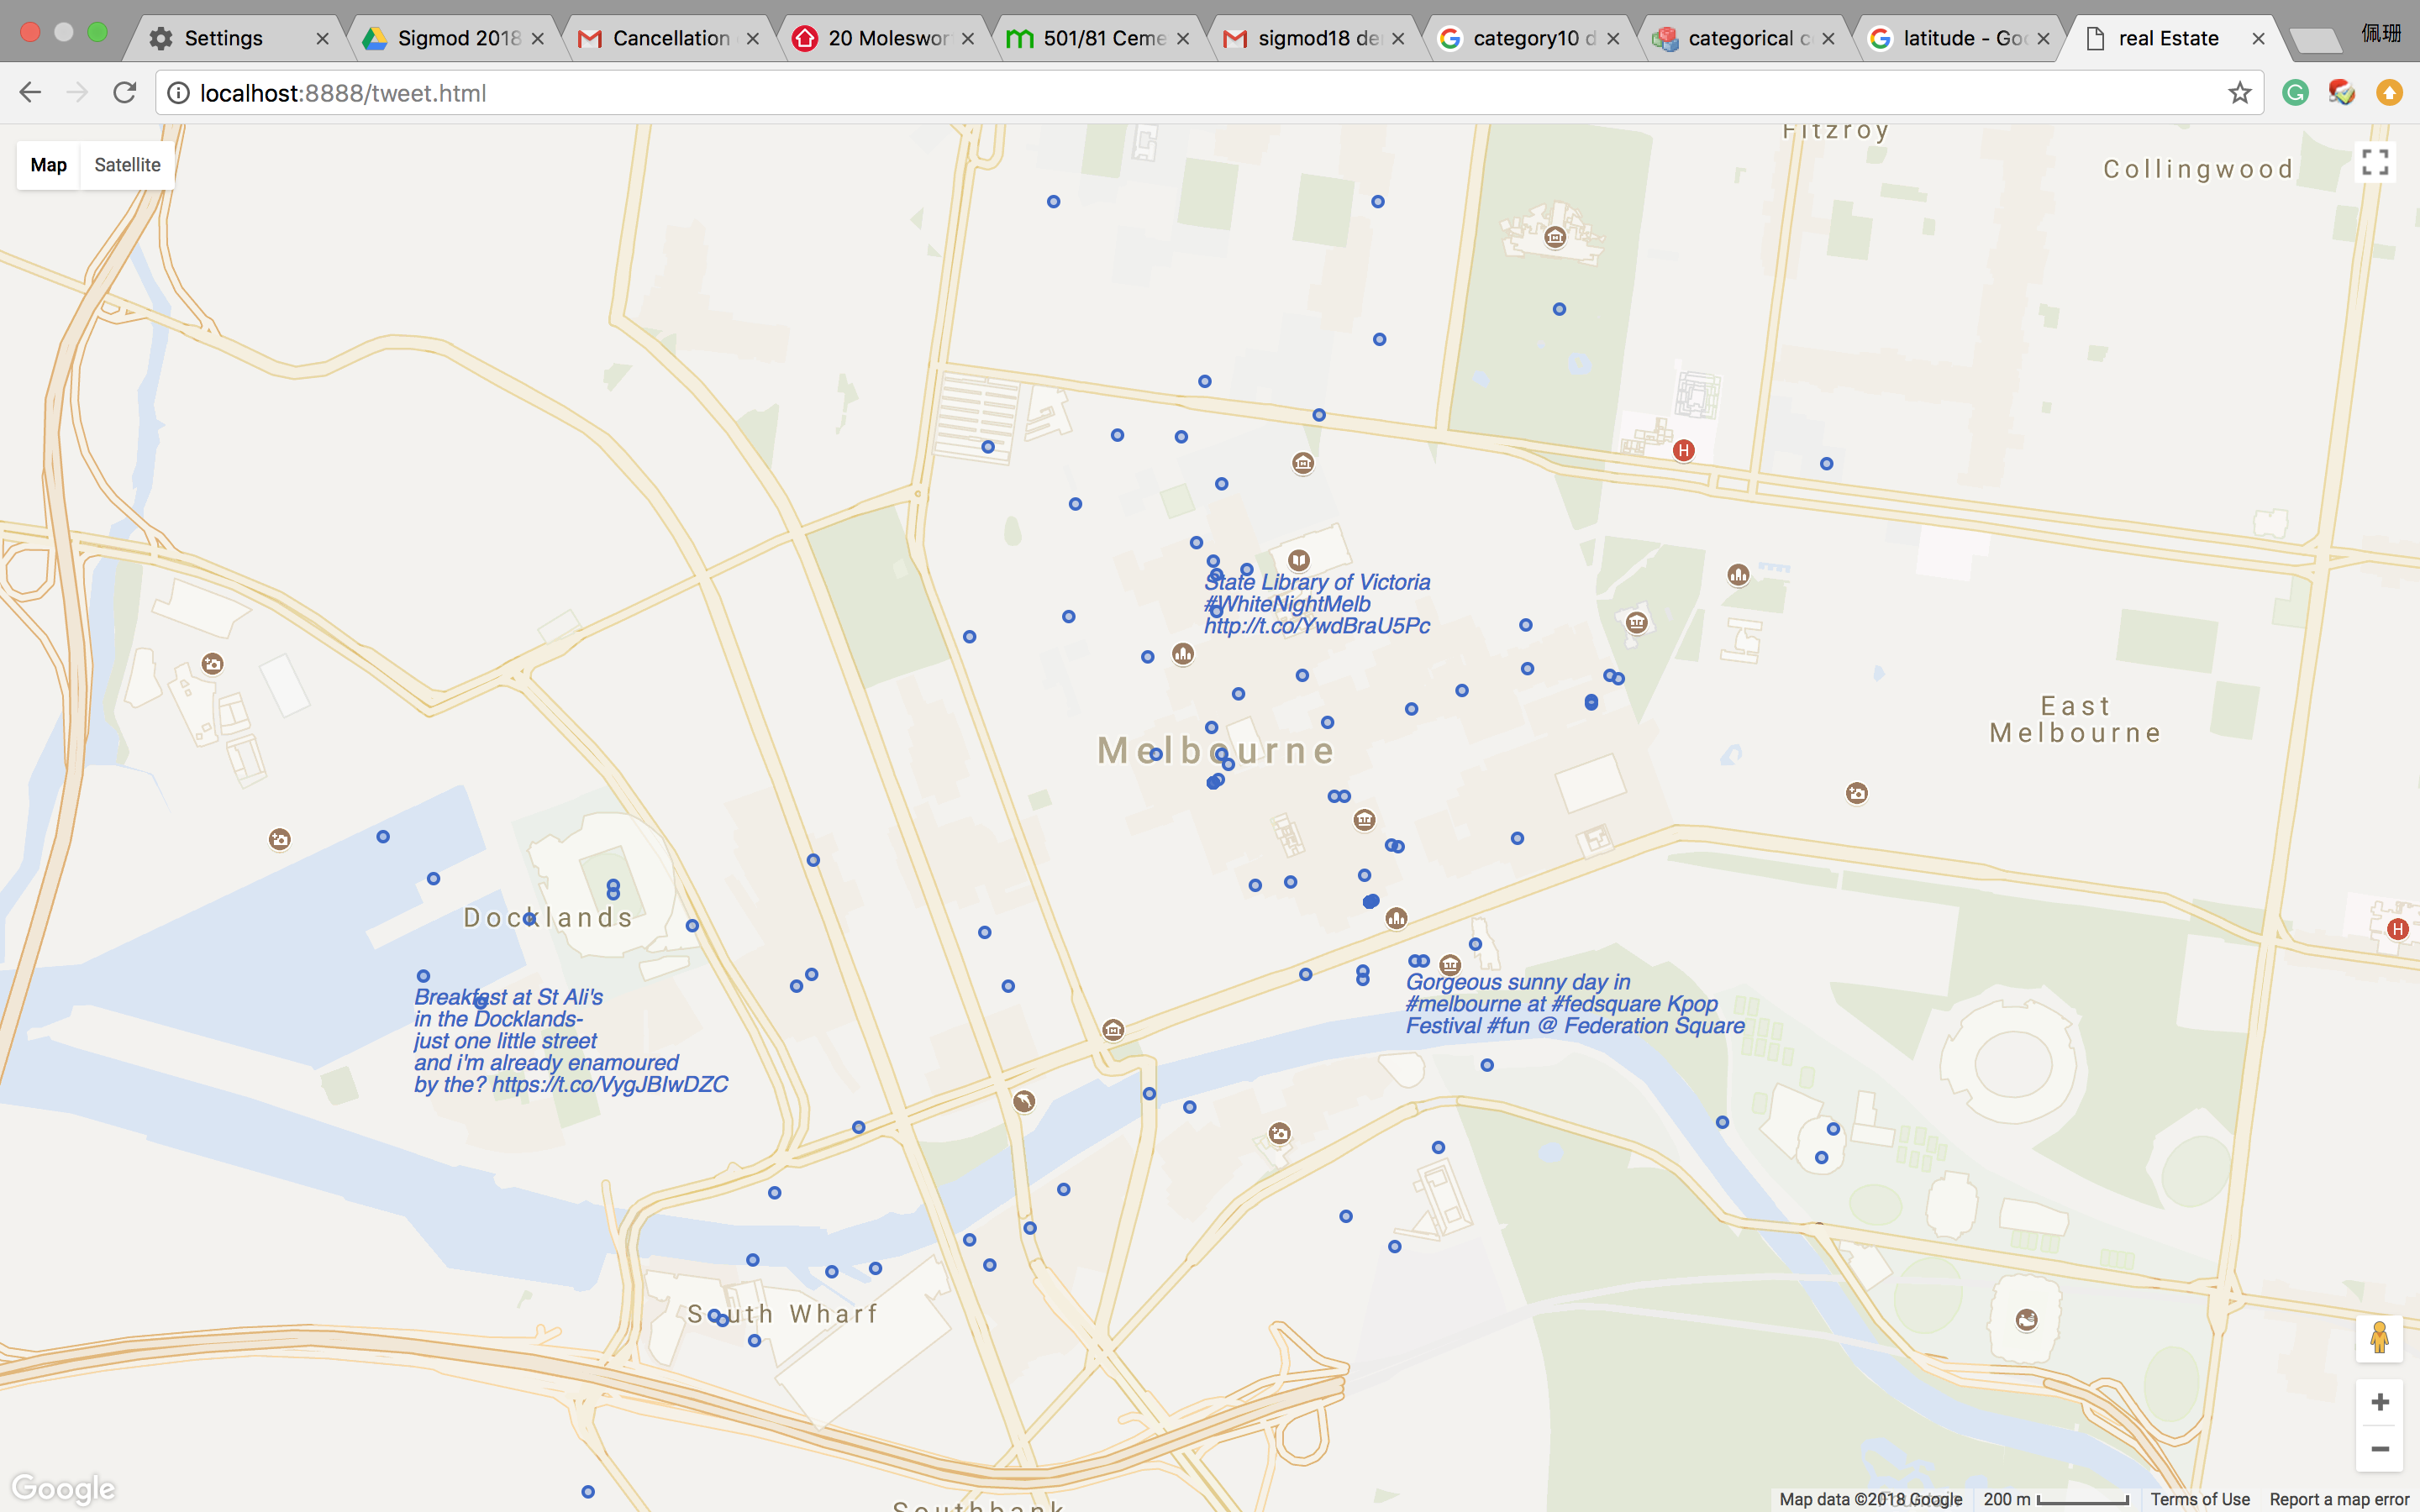 Settings
Sigmod 2018
Cancellation
20 Moleswor
501/81 Ceme
sigmod18 de
category10 d
categorical c
latitude - Goo
real Estate
佩珊
localhost:8888/tweet.html
Map
Satellite
Fitzroy
Collingwood
State Library of Victoria
#WhiteNightMelb
http://t.co/YwdBraU5Pc
East
Melbourne
Melbourne
Docklands
Breakfast at St Ali's
in the Docklands-
just one little street
and i'm already enamoured
by the? https://t.co/VygJBIwDZC
Gorgeous sunny day in
#melbourne at #fedsquare Kpop
Festival #fun @ Federation Square
H
H
South Wharf
Southbank
Google
Map data ©2018 Google
200 m
Terms of Use
Report a map error